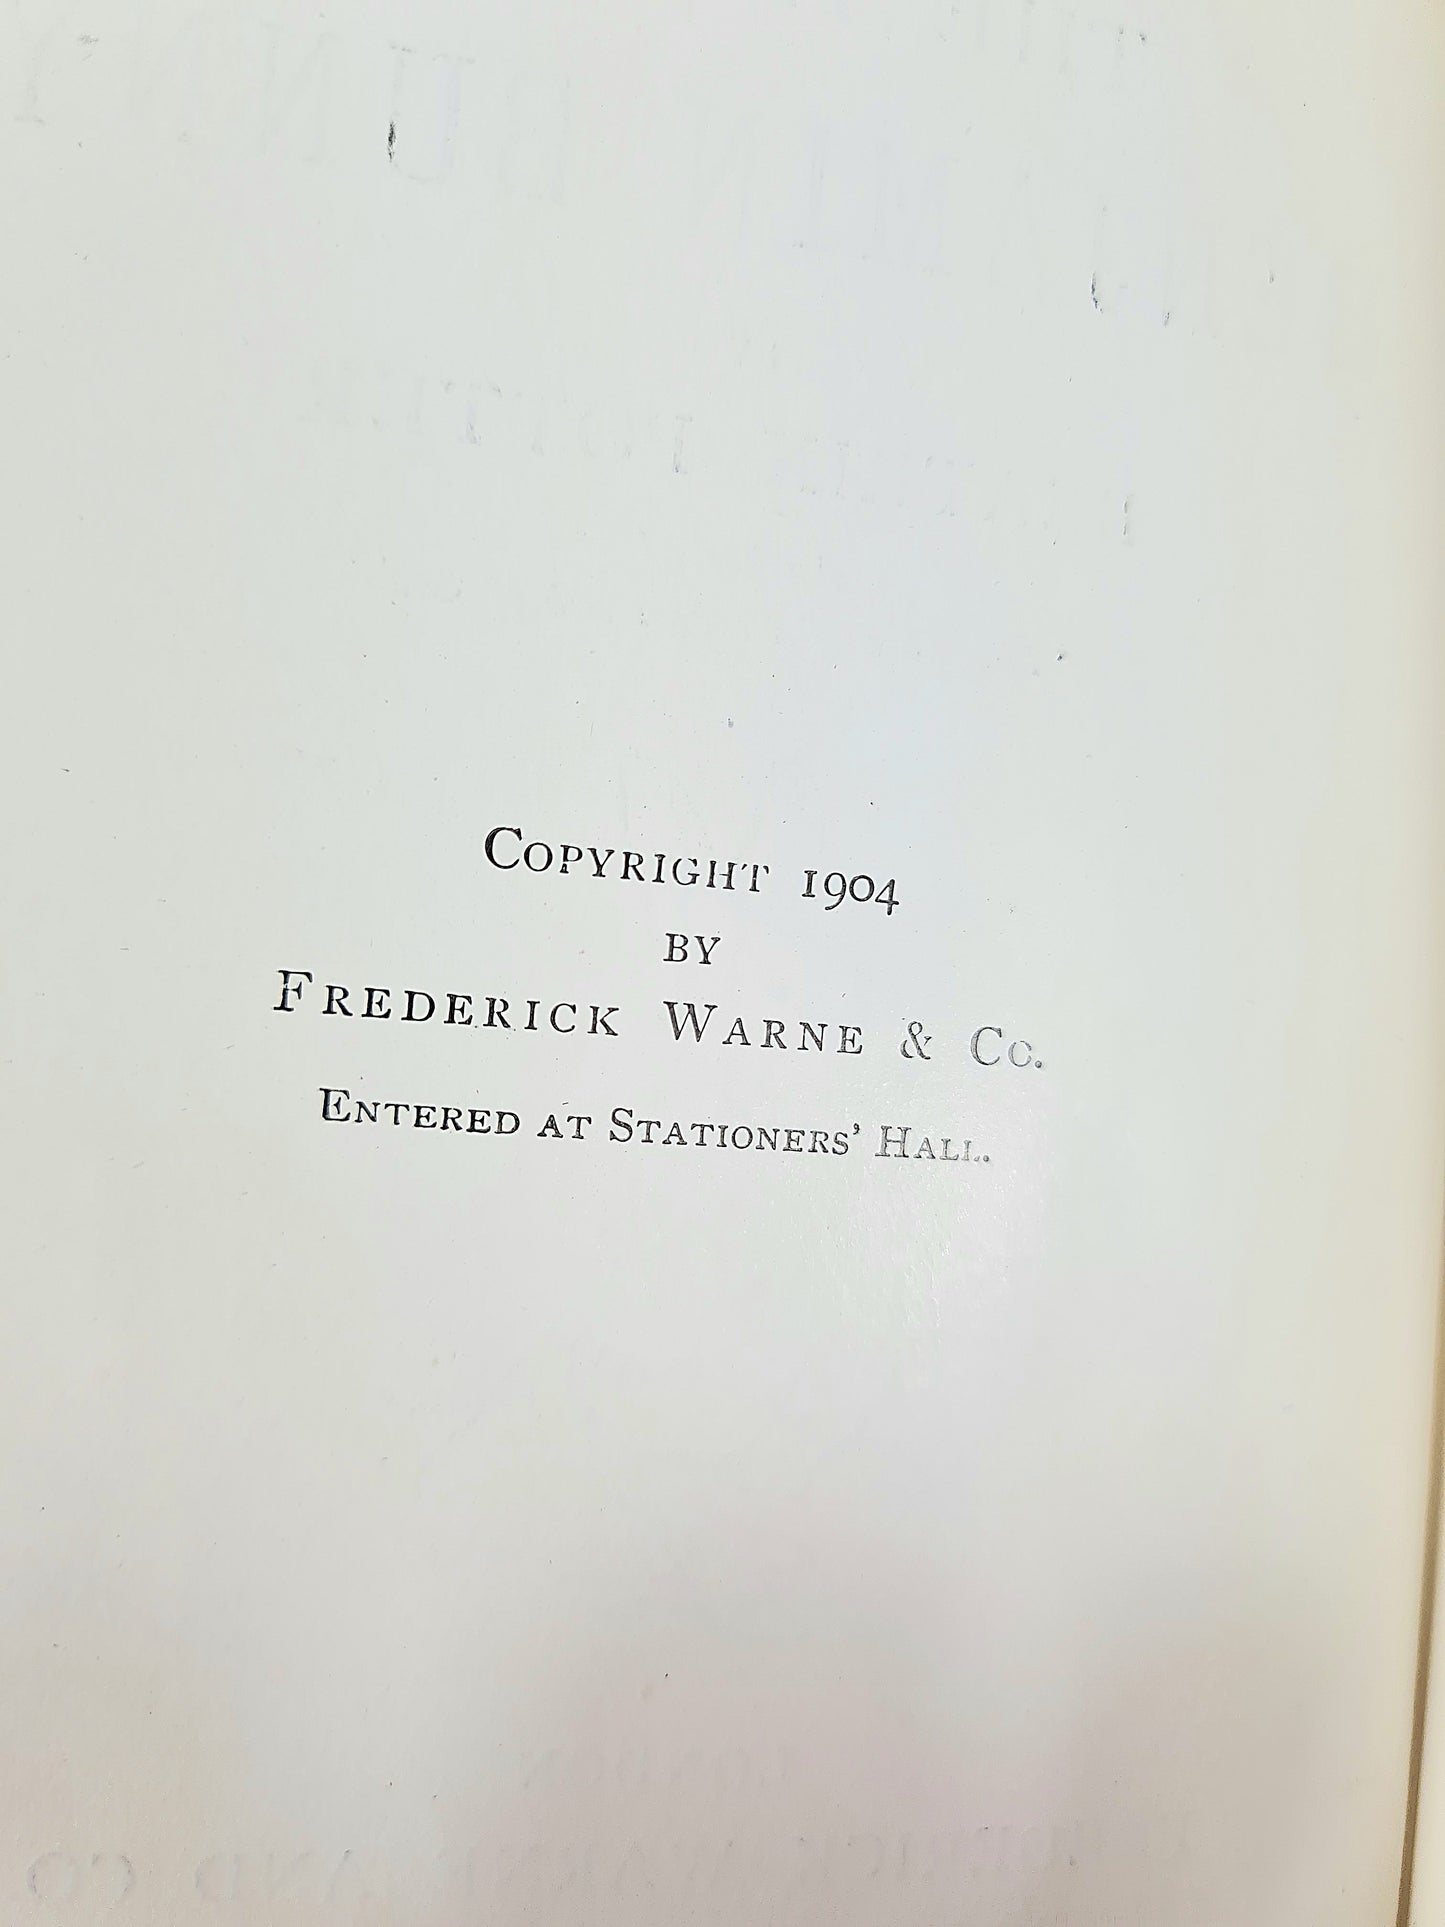 COPYRIGHT 1904
BY
FREDERICK WARNE & CO.
ENTERED AT STATIONERS' HALL.